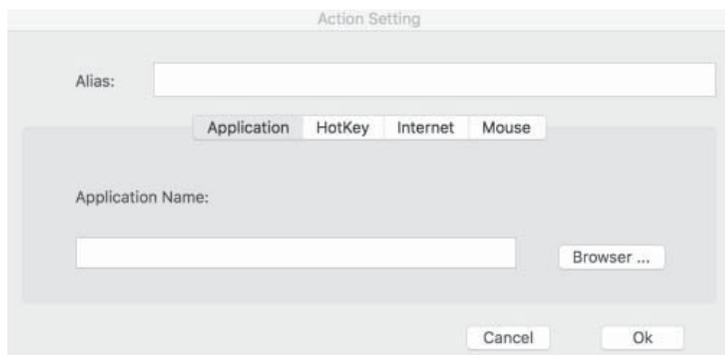 Action Setting
Alias:
Application HotKey Internet Mouse
Application Name:
Browser ...
Cancel Ok